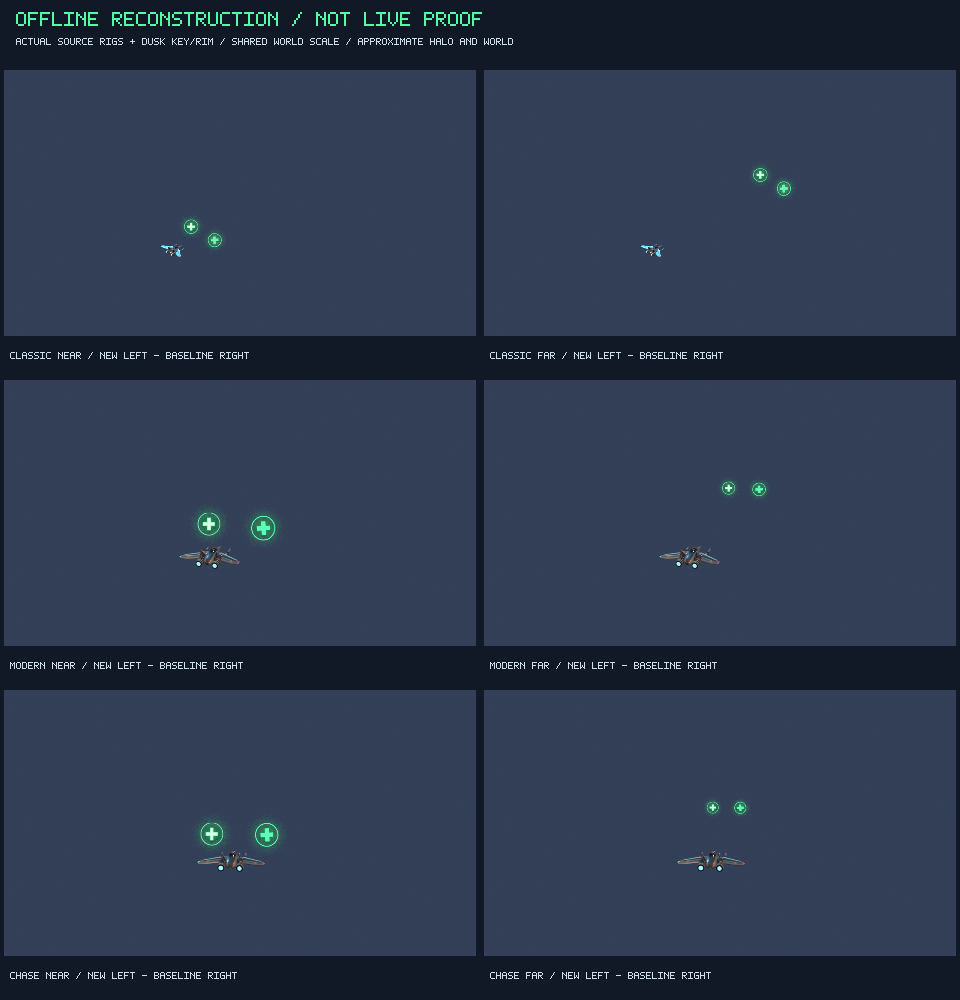 OFFLINE RECONSTRUCTION / NOT LIVE PROOF
ACTUAL SOURCE RIGS + DUSK KEY/RIM / SHARED WORLD SCALE / APPROXIMATE HALO AND WORLD
CLASSIC NEAR / NEW LEFT - BASELINE RIGHT
CLASSIC FAR / NEW LEFT - BASELINE RIGHT
MODERN NEAR / NEW LEFT - BASELINE RIGHT
MODERN FAR / NEW LEFT - BASELINE RIGHT
CHASE NEAR / NEW LEFT - BASELINE RIGHT
CHASE FAR / NEW LEFT - BASELINE RIGHT